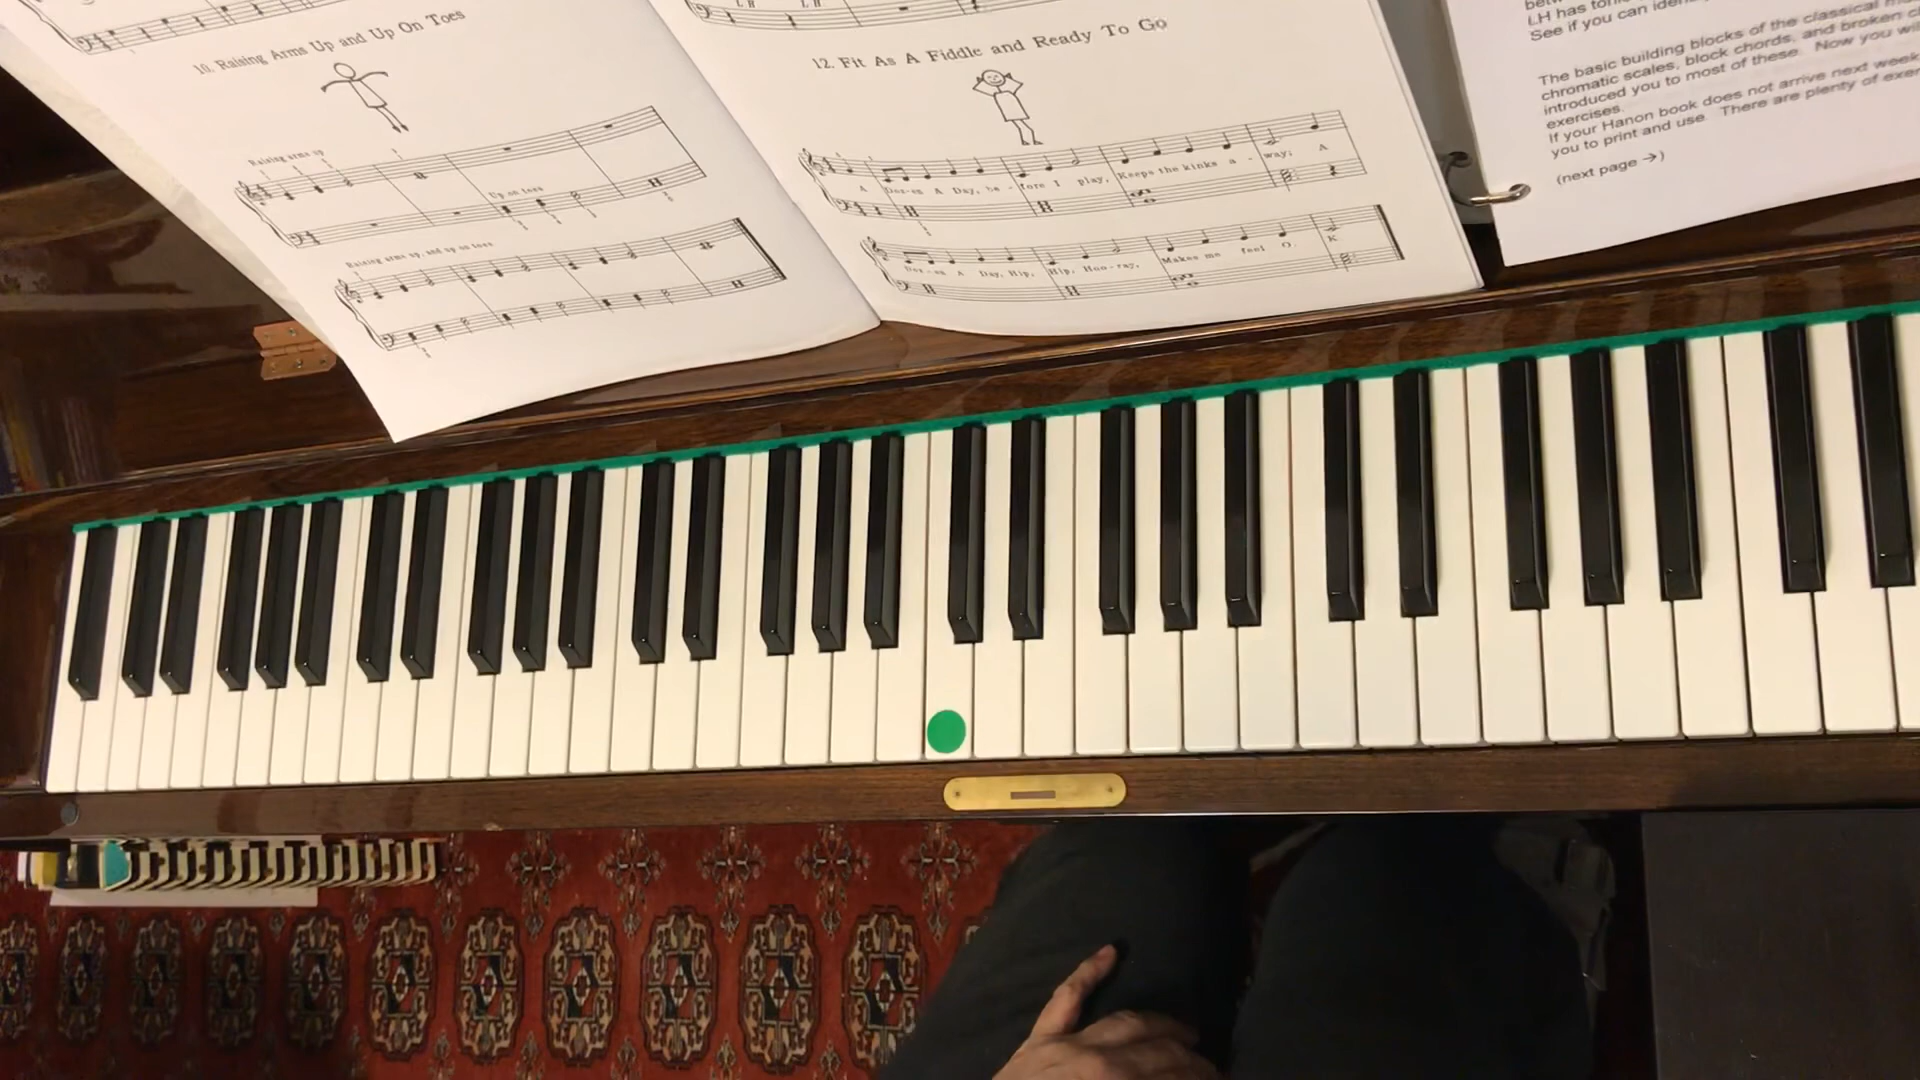 10. Raising Arms Up and Up On Toes
Raising arms up
Up on toes
Raising arms up, and up on toes
LH
12. Fit As A Fiddle and Ready To Go
A Doz-en A Day, be - fore I play, Keeps the kinks a - way; A
Doz-en A Day, Hip, Hip, Hoo-ray, Makes me feel O. K
LH has
See if you can
The basic building blocks of the classical
chromatic scales, block chords, and broken
introduced you to most of these. Now you
exercises.
If your Hanon book does not arrive next week
you to print and use. There are plenty of
(next page →)